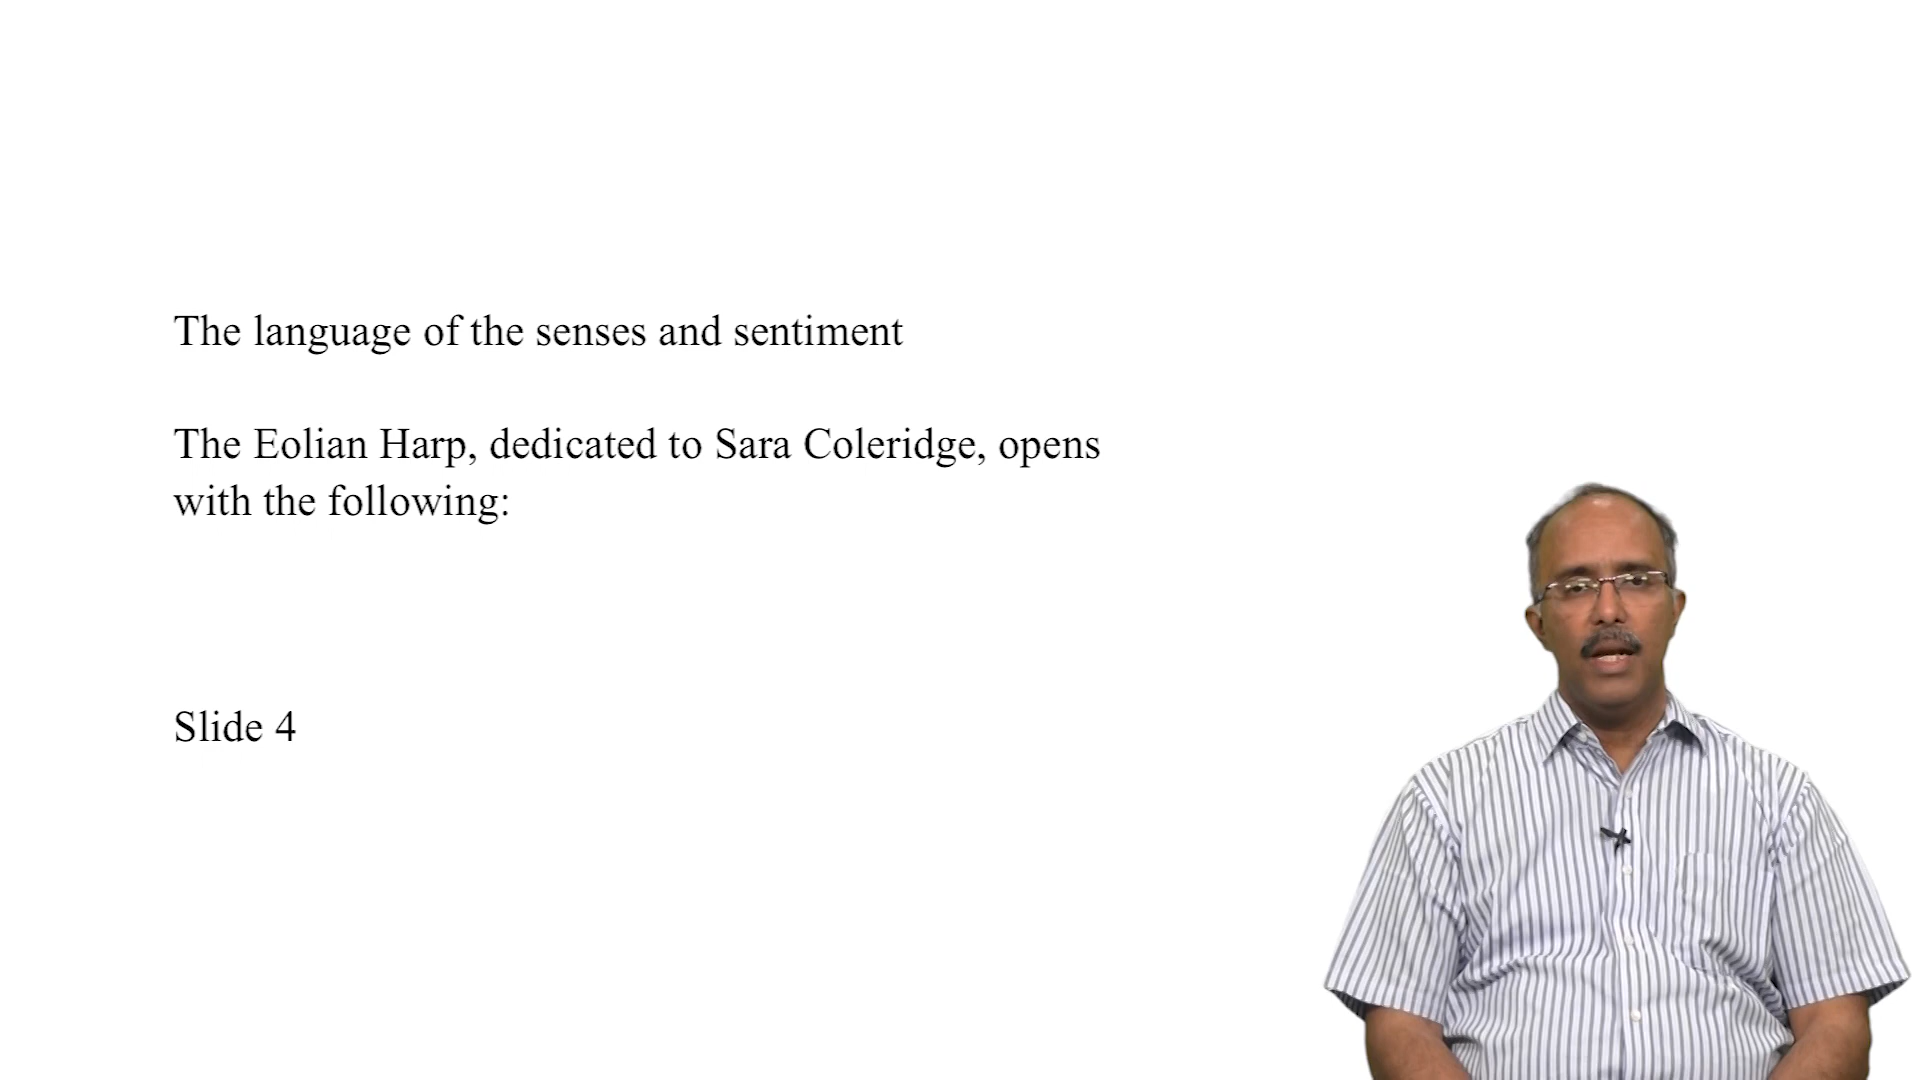 The language of the senses and sentiment
The Eolian Harp, dedicated to Sara Coleridge, opens
with the following:
Slide 4